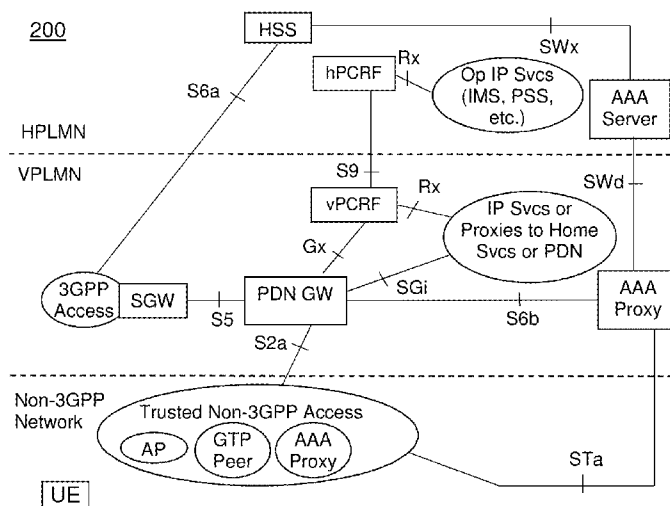 200
HSS
SWx
hPCRF
Rx
Op IP Svcs
(IMS, PSS,
etc.)
AAA
Server
S6a
HPLMN
VPLMN
S9
vPCRF
Rx
IP Svcs or
Proxies to Home
Svcs or PDN
SWd
Gx
SGi
3GPP
Access
SGW
S5
PDN GW
S6b
AAA
Proxy
S2a
Non-3GPP
Network
Trusted Non-3GPP Access
AP
GTP
Peer
AAA
Proxy
STa
UE